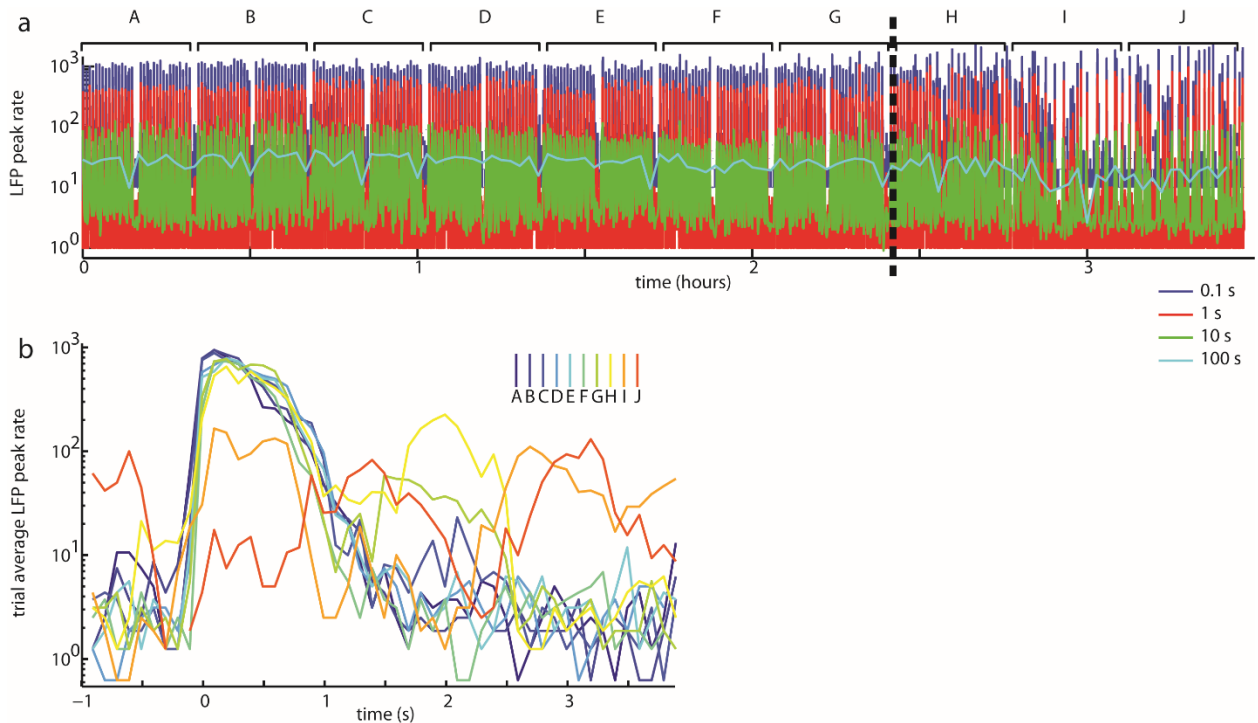 a
A B C D E F G H I J
LFP peak rate
10³
10²
10¹
10⁰
0 1 2 3
time (hours)
0.1 s
1 s
10 s
100 s
b
trial average LFP peak rate
10³
10²
10¹
10⁰
A B C D E F G H I J
−1 0 1 2 3
time (s)